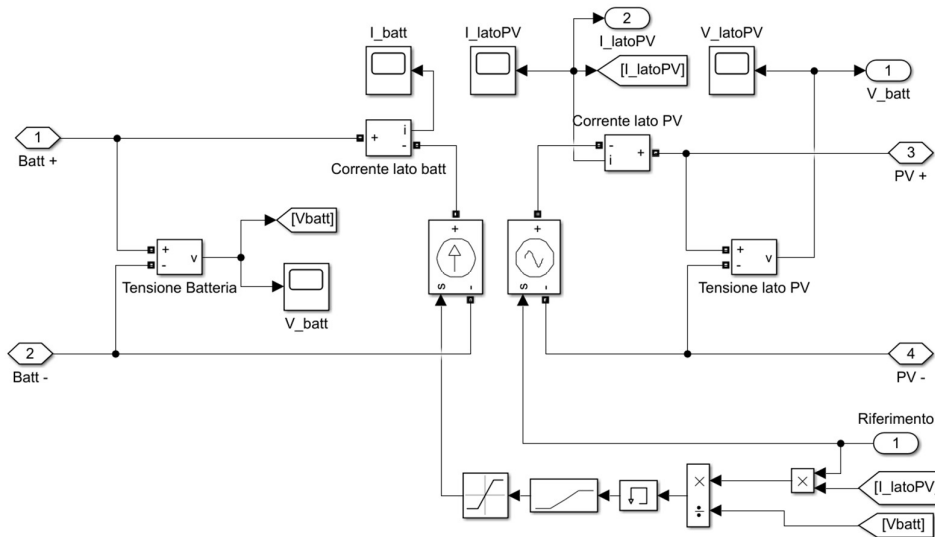 2
I_batt
I_latoPV
I_latoPV
V_latoPV
[I_latoPV]
1
V_batt
Corrente lato PV
1
Batt +
+
i
-
Corrente lato batt
-
i
+
3
PV +
[Vbatt]
+
-
v
Tensione Batteria
V_batt
+
s
-
+
s
-
+
-
v
Tensione lato PV
2
Batt -
4
PV -
Riferimento
1
×
÷
×
[I_latoPV]
[Vbatt]